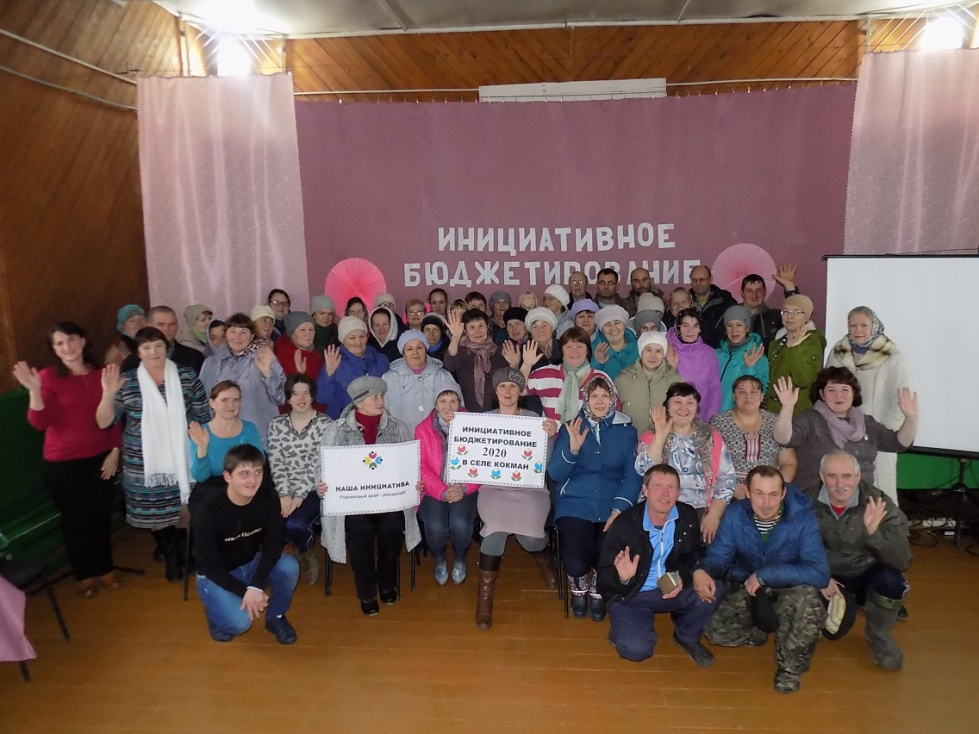 ИНИЦИАТИВНОЕ
БЮДЖЕТИРОВАНИЕ
ИНИЦИАТИВНОЕ
БЮДЖЕТИРОВАНИЕ
2020
В СЕЛЕ КОКМАН
НАША ИНИЦИАТИВА